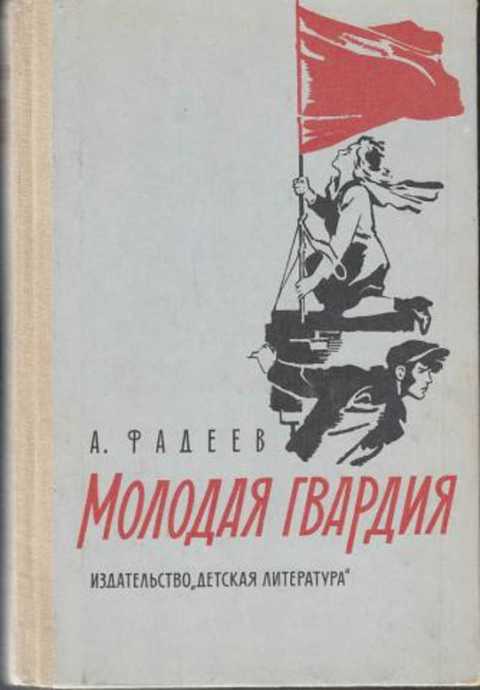 А. ФАДЕЕВ
МОЛОДАЯ ГВАРДИЯ
ИЗДАТЕЛЬСТВО „ДЕТСКАЯ ЛИТЕРАТУРА“